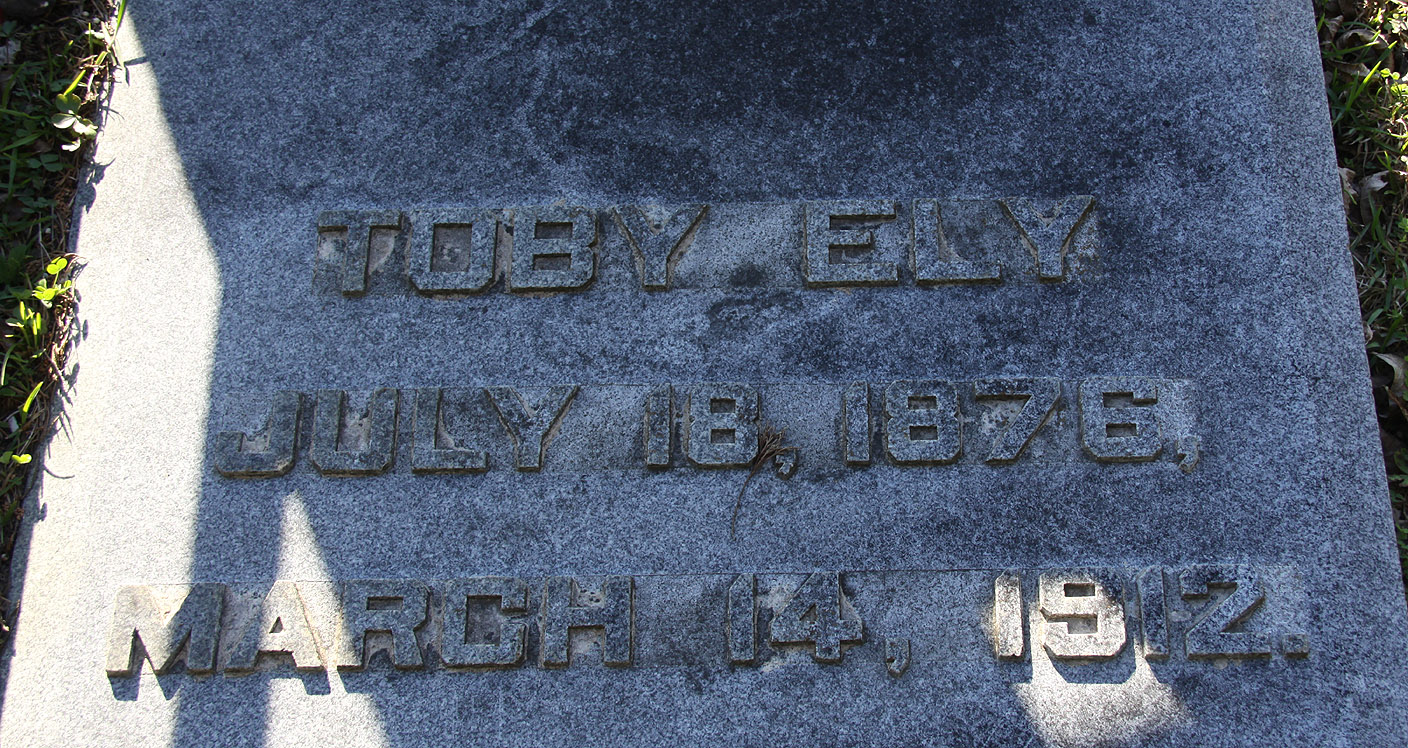 TOBY ELY
JULY 18, 1876,
MARCH 14, 1912.